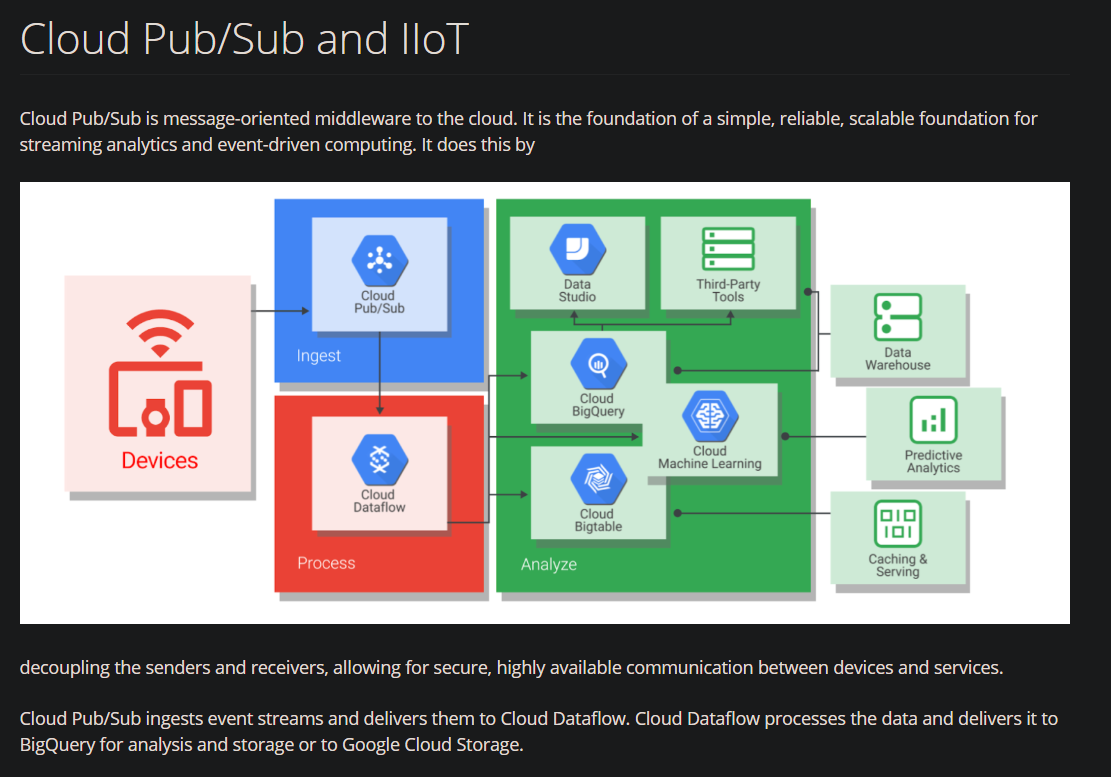 Cloud Pub/Sub and IIoT
Cloud Pub/Sub is message-oriented middleware to the cloud. It is the foundation of a simple, reliable, scalable foundation for
streaming analytics and event-driven computing. It does this by
Devices
Cloud
Pub/Sub
Ingest
Cloud
Dataflow
Process
Data
Studio
Third-Party
Tools
Cloud
BigQuery
Cloud
Machine Learning
Cloud
Bigtable
Analyze
Data
Warehouse
Predictive
Analytics
Caching &
Serving
decoupling the senders and receivers, allowing for secure, highly available communication between devices and services.
Cloud Pub/Sub ingests event streams and delivers them to Cloud Dataflow. Cloud Dataflow processes the data and delivers it to
BigQuery for analysis and storage or to Google Cloud Storage.